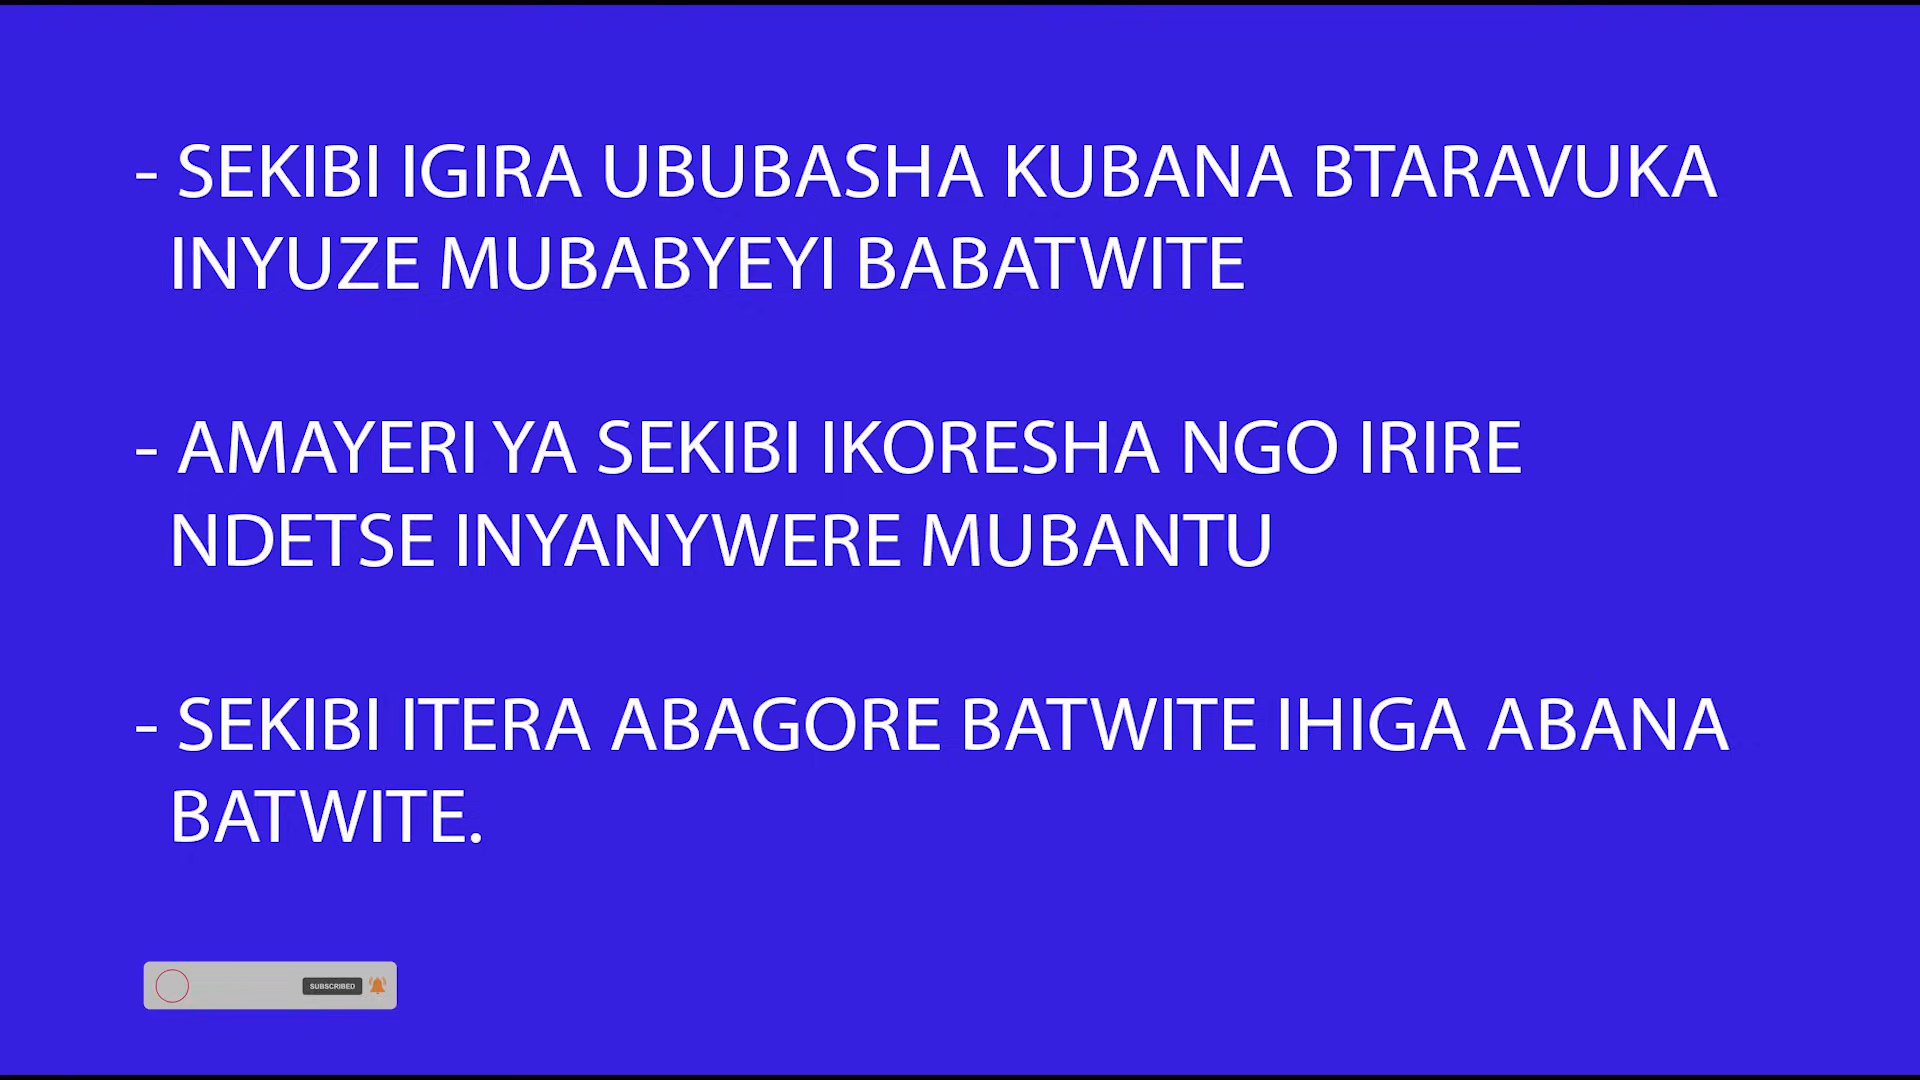 - SEKIBI IGIRA UBUBASHA KUBANA BTARAVUKA
INYUZE MUBABYEYI BABATWITE
- AMAYERI YA SEKIBI IKORESHA NGO IRIRE
NDETSE INYANYWERE MUBANTU
- SEKIBI ITERA ABAGORE BATWITE IHIGA ABANA
BATWITE.
SUBSCRIBED